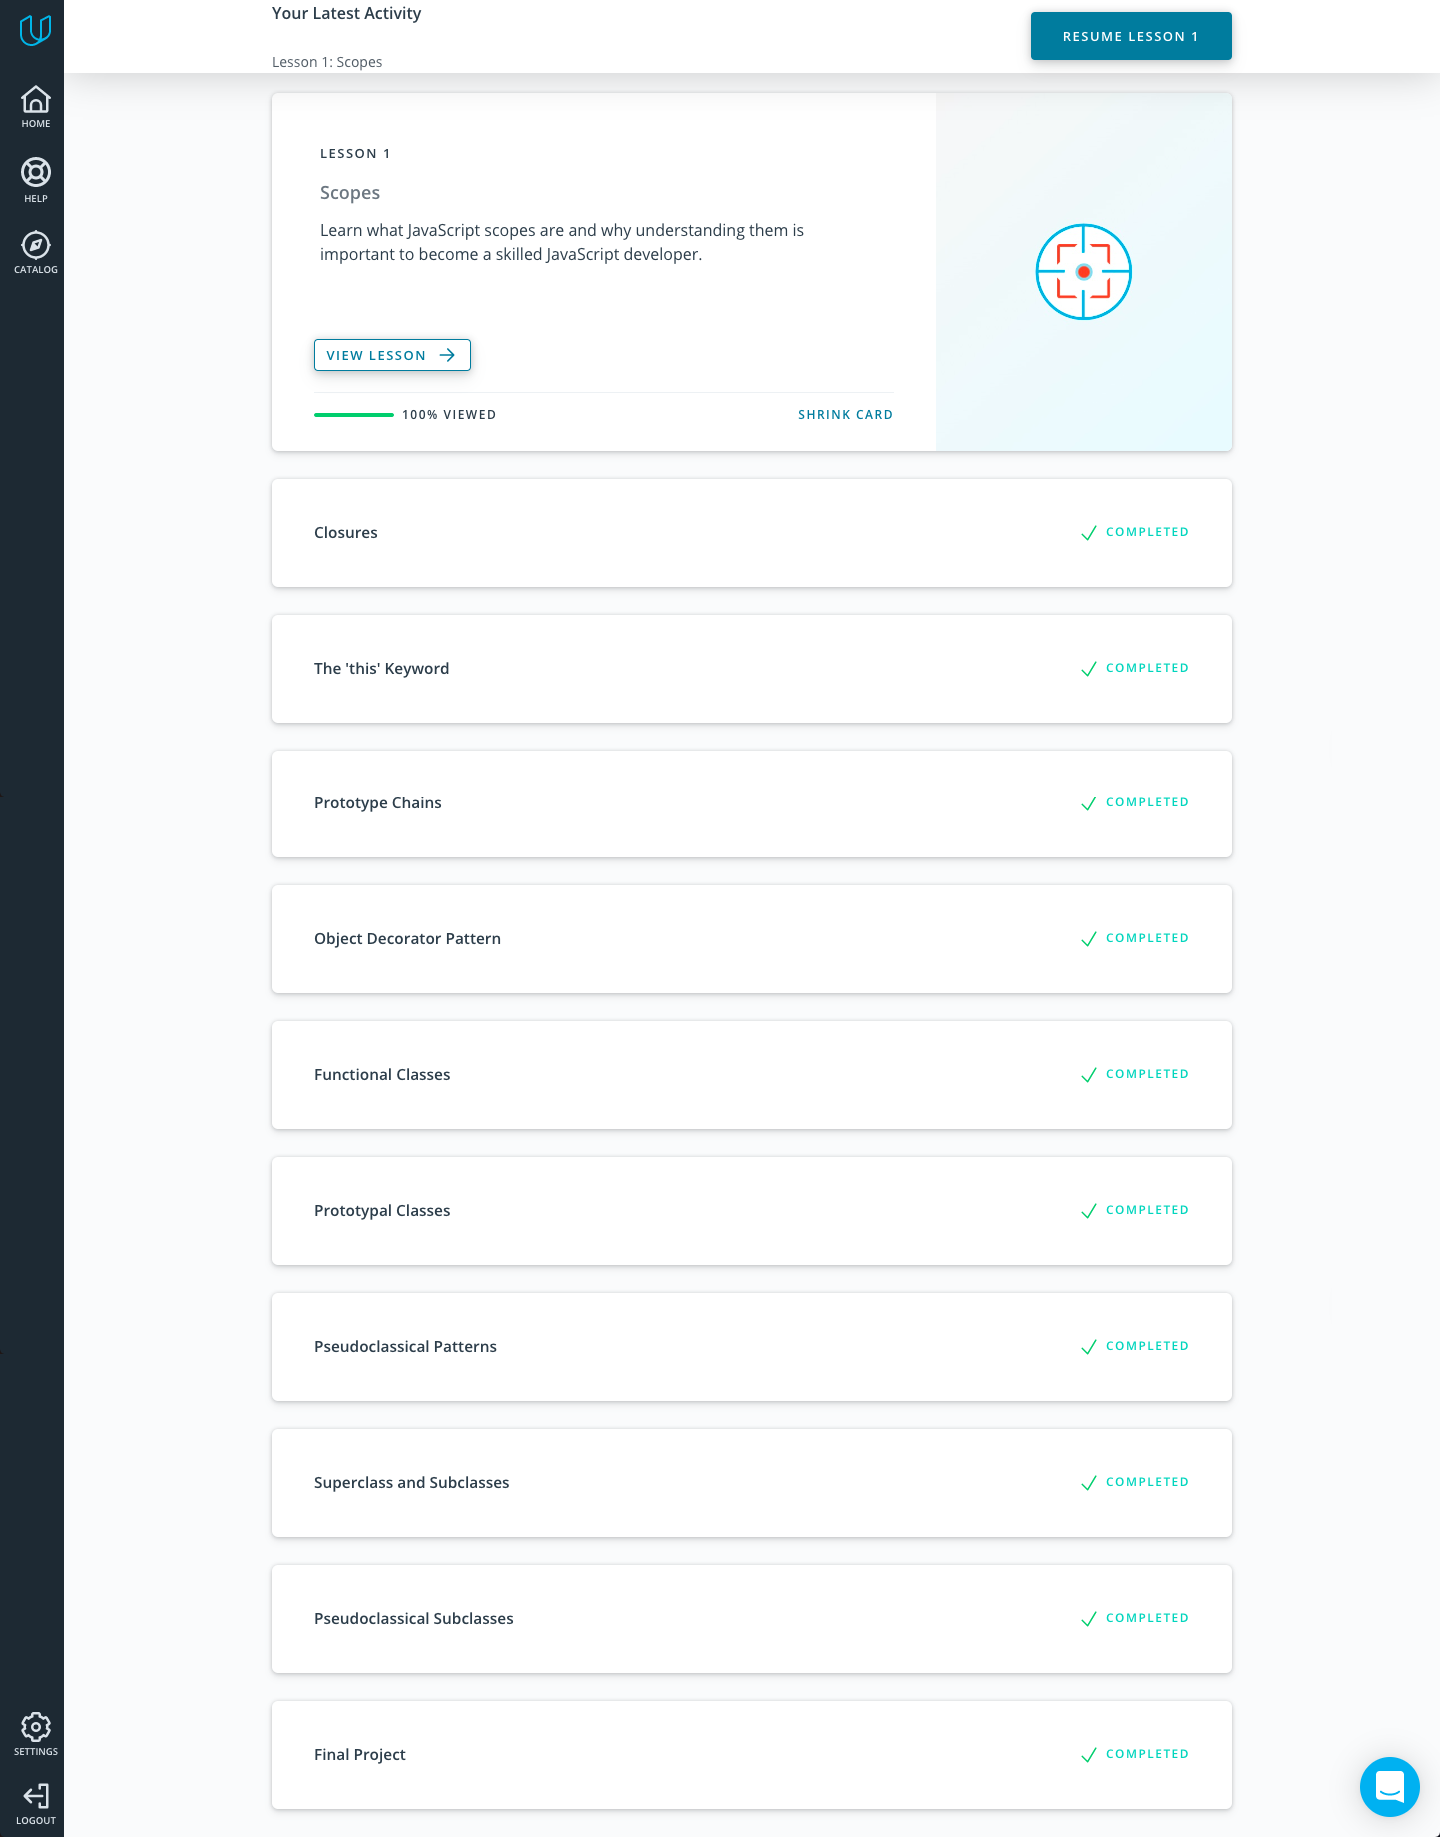 Your Latest Activity
RESUME LESSON 1
Lesson 1: Scopes
HOME
HELP
CATALOG
LESSON 1
Scopes
Learn what JavaScript scopes are and why understanding them is
important to become a skilled JavaScript developer.
VIEW LESSON
100% VIEWED
SHRINK CARD
Closures
COMPLETED
The 'this' Keyword
COMPLETED
Prototype Chains
COMPLETED
Object Decorator Pattern
COMPLETED
Functional Classes
COMPLETED
Prototypal Classes
COMPLETED
Pseudoclassical Patterns
COMPLETED
Superclass and Subclasses
COMPLETED
Pseudoclassical Subclasses
COMPLETED
Final Project
COMPLETED
SETTINGS
LOGOUT